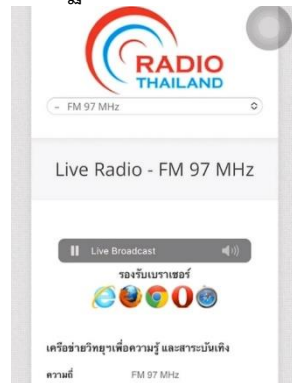 RADIO
THAILAND
- FM 97 MHz
Live Radio - FM 97 MHz
Live Broadcast
รองรับเบราเซอร์
เครือข่ายวิทยุฯเพื่อความรู้ และสาระบันเทิง
ความถี่ FM 97 MHz